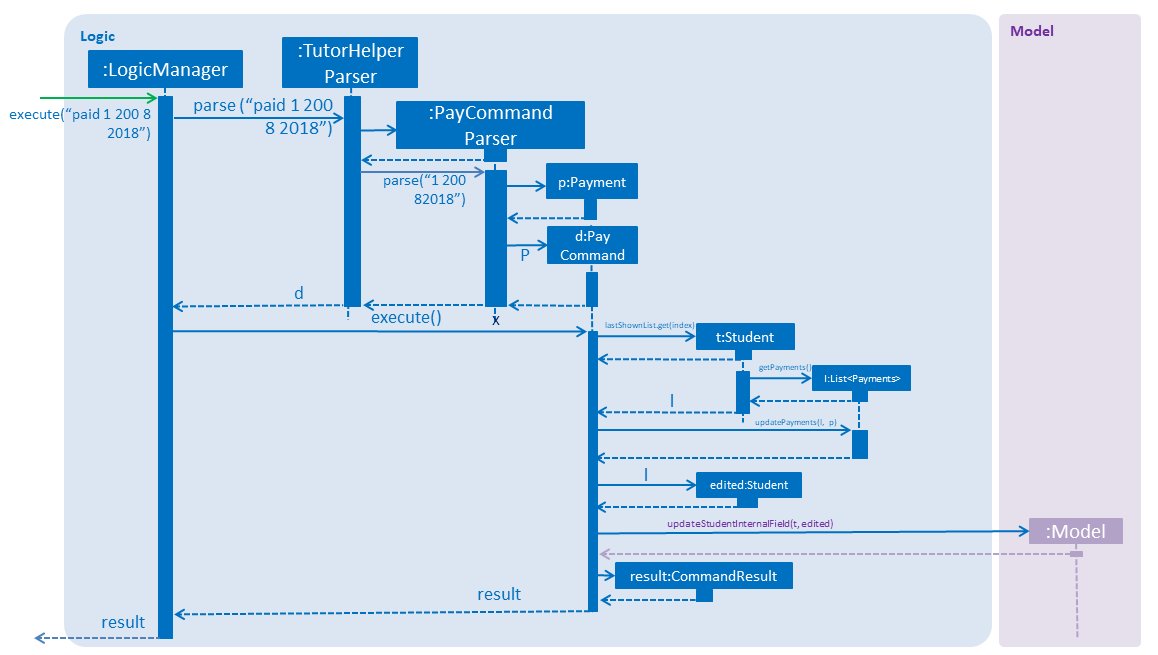 Logic
Model
:LogicManager
:TutorHelper
Parser
execute(“paid 1 200 8
2018”)
parse (“paid 1 200
8 2018”)
:PayCommand
Parser
parse(“1 200
82018”)
p:Payment
d:Pay
Command
P
d
x
execute()
lastShownList.get(index)
t:Student
getPayments()
l:List<Payments>
l
updatePayments(l, p)
l
edited:Student
updateStudentInternalField(t, edited)
:Model
result:CommandResult
result
result